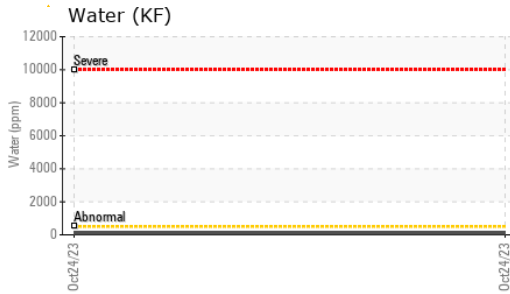 Water (KF)
12000
Severe
10000
8000
6000
4000
2000
Abnormal
0
Water (ppm)
Oct24/23
Oct24/23